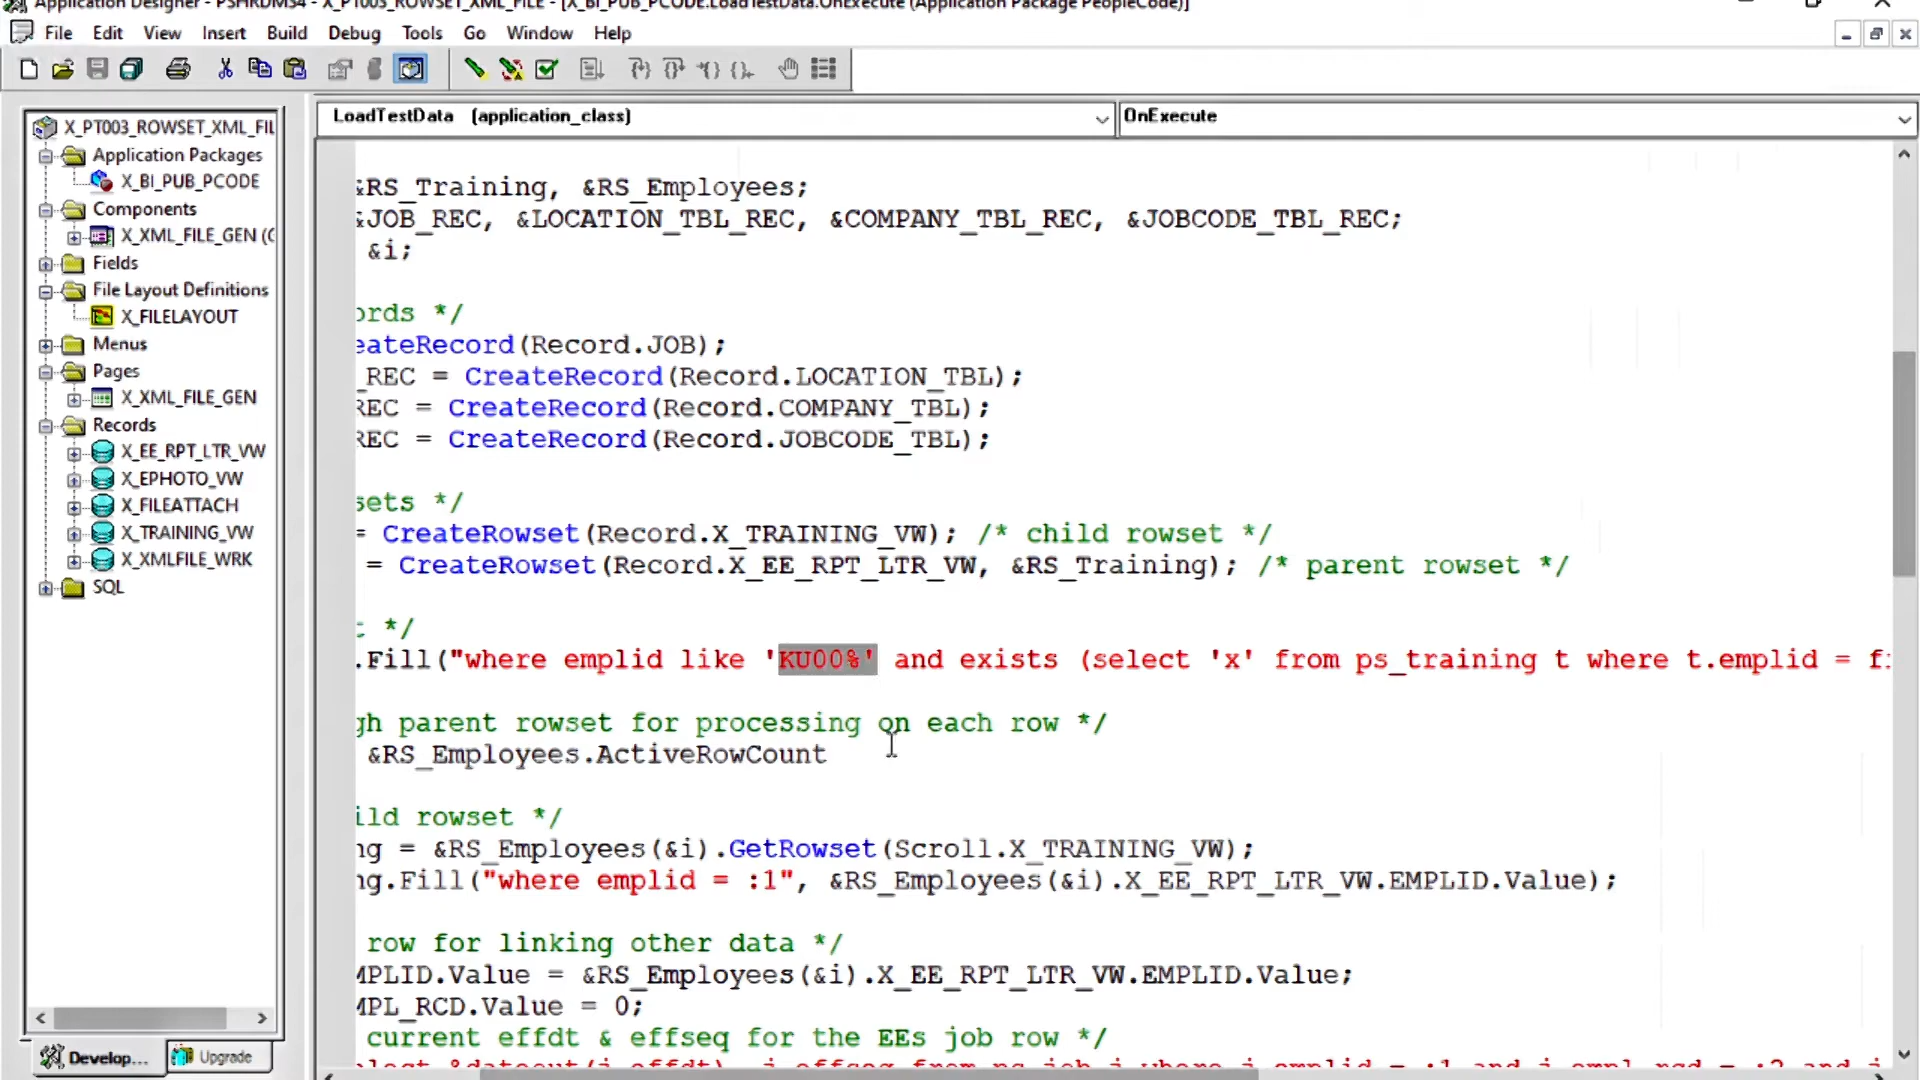 Application Designer - PSHRDM34 - X_PT003_ROWSET_XML_FILE - [X_BI_PUB_PCODE.LoadTestData.OnExecute (Application Package PeopleCode)]
File Edit View Insert Build Debug Tools Go Window Help
LoadTestData (application_class) OnExecute
X_PT003_ROWSET_XML_FIL
Application Packages
X_BI_PUB_PCODE
Components
X_XML_FILE_GEN (G
Fields
File Layout Definitions
X_FILELAYOUT
Menus
Pages
X_XML_FILE_GEN
Records
X_EE_RPT_LTR_VW
X_EPHOTO_VW
X_FILEATTACH
X_TRAINING_VW
X_XMLFILE_WRK
SQL
Develop... Upgrade
&RS_Training, &RS_Employees;
&JOB_REC, &LOCATION_TBL_REC, &COMPANY_TBL_REC, &JOBCODE_TBL_REC;
&i;
ords */
eateRecord(Record.JOB);
_REC = CreateRecord(Record.LOCATION_TBL);
REC = CreateRecord(Record.COMPANY_TBL);
REC = CreateRecord(Record.JOBCODE_TBL);
sets */
= CreateRowset(Record.X_TRAINING_VW); /* child rowset */
= CreateRowset(Record.X_EE_RPT_LTR_VW, &RS_Training); /* parent rowset */
t */
.Fill("where emplid like 'KU00%' and exists (select 'x' from ps_training t where t.emplid = fi
gh parent rowset for processing on each row */
&RS_Employees.ActiveRowCount
ild rowset */
ng = &RS_Employees(&i).GetRowset(Scroll.X_TRAINING_VW);
ng.Fill("where emplid = :1", &RS_Employees(&i).X_EE_RPT_LTR_VW.EMPLID.Value);
row for linking other data */
MPLID.Value = &RS_Employees(&i).X_EE_RPT_LTR_VW.EMPLID.Value;
MPL_RCD.Value = 0;
current effdt & effseq for the EEs job row */